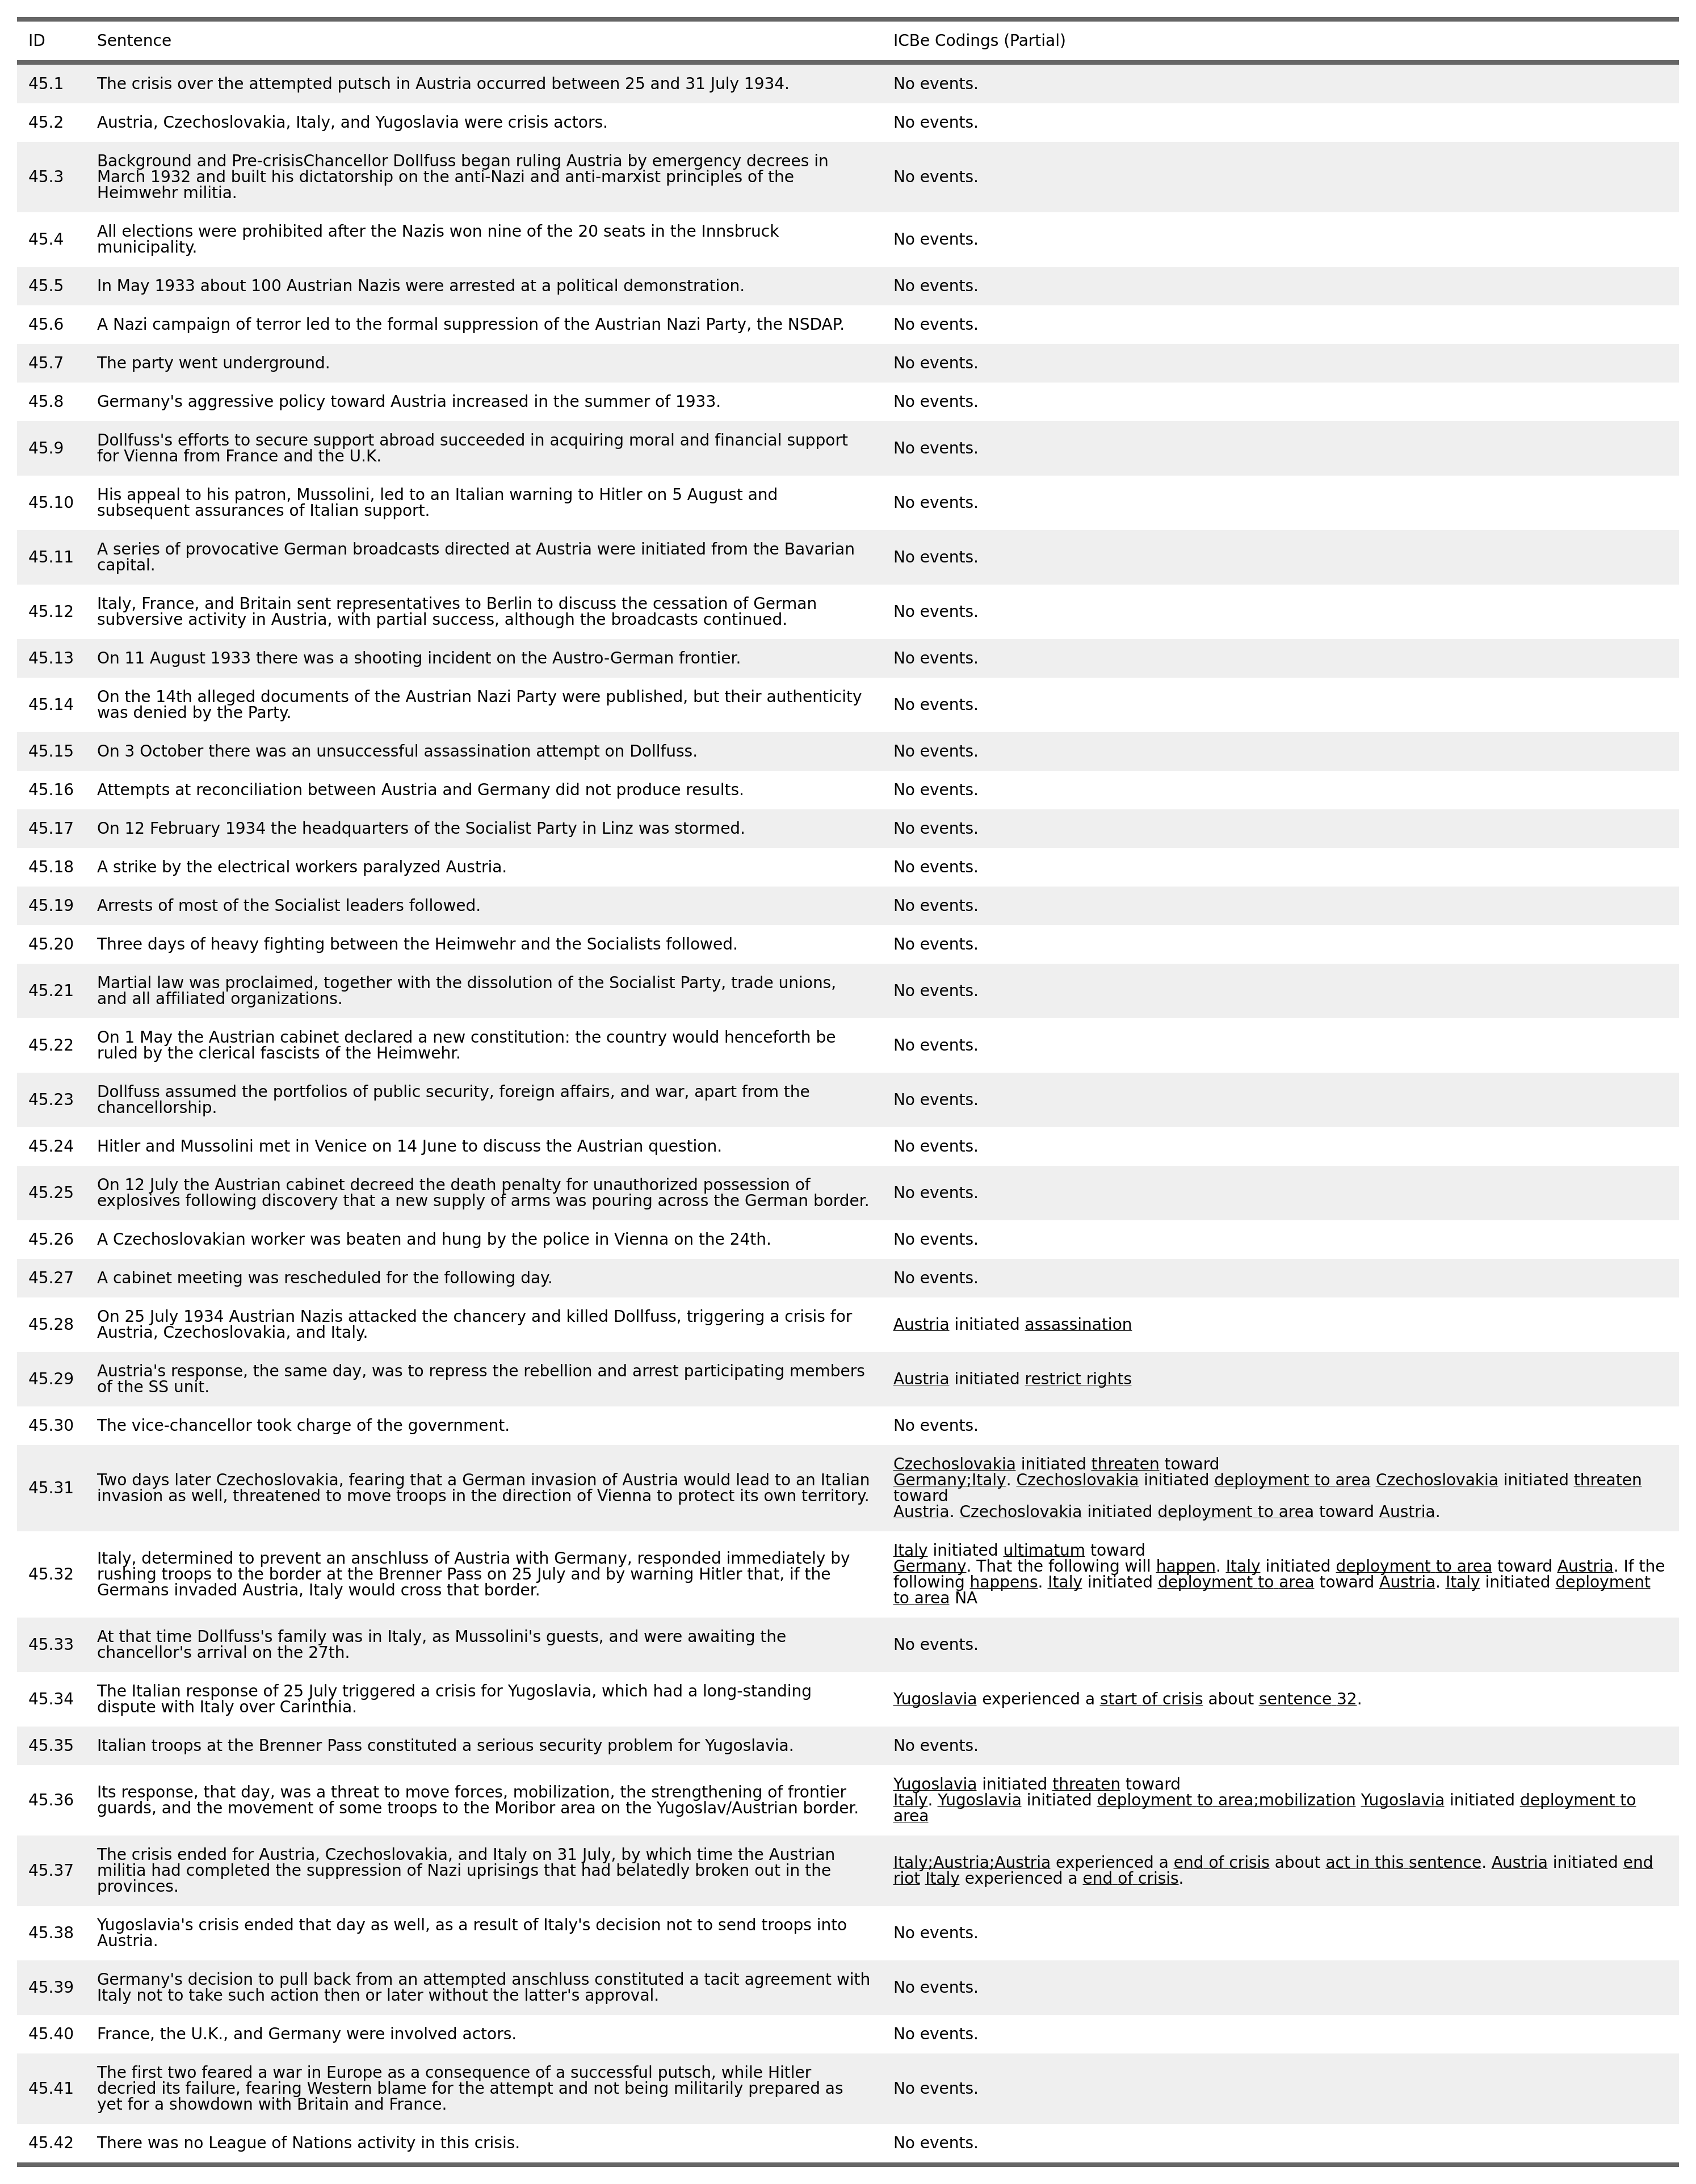 ID Sentence ICBe Codings (Partial)
45.1 The crisis over the attempted putsch in Austria occurred between 25 and 31 July 1934. No events.
45.2 Austria, Czechoslovakia, Italy, and Yugoslavia were crisis actors. No events.
Background and Pre-crisisChancellor Dollfuss began ruling Austria by emergency decrees in
45.3 March 1932 and built his dictatorship on the anti-Nazi and anti-marxist principles of the No events.
Heimwehr militia.
45.4 All elections were prohibited after the Nazis won nine of the 20 seats in the Innsbruck No events.
municipality.
45.5 In May 1933 about 100 Austrian Nazis were arrested at a political demonstration. No events.
45.6 A Nazi campaign of terror led to the formal suppression of the Austrian Nazi Party, the NSDAP. No events.
45.7 The party went underground. No events.
45.8 Germany's aggressive policy toward Austria increased in the summer of 1933. No events.
45.9 Dollfuss's efforts to secure support abroad succeeded in acquiring moral and financial support No events.
for Vienna from France and the U.K.
45.10 His appeal to his patron, Mussolini, led to an Italian warning to Hitler on 5 August and No events.
subsequent assurances of Italian support.
45.11 A series of provocative German broadcasts directed at Austria were initiated from the Bavarian No events.
capital.
45.12 Italy, France, and Britain sent representatives to Berlin to discuss the cessation of German No events.
subversive activity in Austria, with partial success, although the broadcasts continued.
45.13 On 11 August 1933 there was a shooting incident on the Austro-German frontier. No events.
45.14 On the 14th alleged documents of the Austrian Nazi Party were published, but their authenticity No events.
was denied by the Party.
45.15 On 3 October there was an unsuccessful assassination attempt on Dollfuss. No events.
45.16 Attempts at reconciliation between Austria and Germany did not produce results. No events.
45.17 On 12 February 1934 the headquarters of the Socialist Party in Linz was stormed. No events.
45.18 A strike by the electrical workers paralyzed Austria. No events.
45.19 Arrests of most of the Socialist leaders followed. No events.
45.20 Three days of heavy fighting between the Heimwehr and the Socialists followed. No events.
45.21 Martial law was proclaimed, together with the dissolution of the Socialist Party, trade unions, No events.
and all affiliated organizations.
45.22 On 1 May the Austrian cabinet declared a new constitution: the country would henceforth be No events.
ruled by the clerical fascists of the Heimwehr.
45.23 Dollfuss assumed the portfolios of public security, foreign affairs, and war, apart from the No events.
chancellorship.
45.24 Hitler and Mussolini met in Venice on 14 June to discuss the Austrian question. No events.
45.25 On 12 July the Austrian cabinet decreed the death penalty for unauthorized possession of No events.
explosives following discovery that a new supply of arms was pouring across the German border.
45.26 A Czechoslovakian worker was beaten and hung by the police in Vienna on the 24th. No events.
45.27 A cabinet meeting was rescheduled for the following day. No events.
45.28 On 25 July 1934 Austrian Nazis attacked the chancery and killed Dollfuss, triggering a crisis for Austria initiated assassination
Austria, Czechoslovakia, and Italy.
45.29 Austria's response, the same day, was to repress the rebellion and arrest participating members Austria initiated restrict rights
of the SS unit.
45.30 The vice-chancellor took charge of the government. No events.
45.31 Two days later Czechoslovakia, fearing that a German invasion of Austria would lead to an Italian
invasion as well, threatened to move troops in the direction of Vienna to protect its own territory.
Czechoslovakia initiated threaten toward
Germany;Italy. Czechoslovakia initiated deployment to area Czechoslovakia initiated threaten
toward
Austria. Czechoslovakia initiated deployment to area toward Austria.
45.32 Italy, determined to prevent an anschluss of Austria with Germany, responded immediately by
rushing troops to the border at the Brenner Pass on 25 July and by warning Hitler that, if the
Germans invaded Austria, Italy would cross that border.
Italy initiated ultimatum toward
Germany. That the following will happen. Italy initiated deployment to area toward Austria. If the
following happens. Italy initiated deployment to area toward Austria. Italy initiated deployment
to area NA
45.33 At that time Dollfuss's family was in Italy, as Mussolini's guests, and were awaiting the No events.
chancellor's arrival on the 27th.
45.34 The Italian response of 25 July triggered a crisis for Yugoslavia, which had a long-standing Yugoslavia experienced a start of crisis about sentence 32.
dispute with Italy over Carinthia.
45.35 Italian troops at the Brenner Pass constituted a serious security problem for Yugoslavia. No events.
45.36 Its response, that day, was a threat to move forces, mobilization, the strengthening of frontier
guards, and the movement of some troops to the Moribor area on the Yugoslav/Austrian border.
Yugoslavia initiated threaten toward
Italy. Yugoslavia initiated deployment to area;mobilization Yugoslavia initiated deployment to
area
45.37 The crisis ended for Austria, Czechoslovakia, and Italy on 31 July, by which time the Austrian
militia had completed the suppression of Nazi uprisings that had belatedly broken out in the
provinces.
Italy;Austria;Austria experienced a end of crisis about act in this sentence. Austria initiated end
riot Italy experienced a end of crisis.
45.38 Yugoslavia's crisis ended that day as well, as a result of Italy's decision not to send troops into No events.
Austria.
45.39 Germany's decision to pull back from an attempted anschluss constituted a tacit agreement with No events.
Italy not to take such action then or later without the latter's approval.
45.40 France, the U.K., and Germany were involved actors. No events.
The first two feared a war in Europe as a consequence of a successful putsch, while Hitler
45.41 decried its failure, fearing Western blame for the attempt and not being militarily prepared as No events.
yet for a showdown with Britain and France.
45.42 There was no League of Nations activity in this crisis. No events.